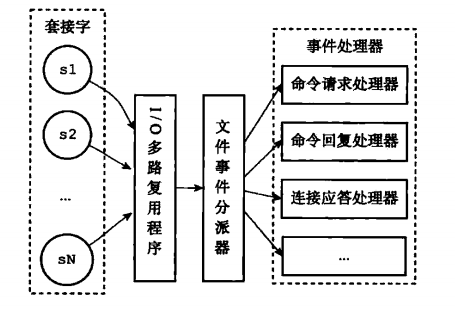 套接字
s1
s2
...
sN
I/O多路复用程序
文件事件分派器
事件处理器
命令请求处理器
命令回复处理器
连接应答处理器
...